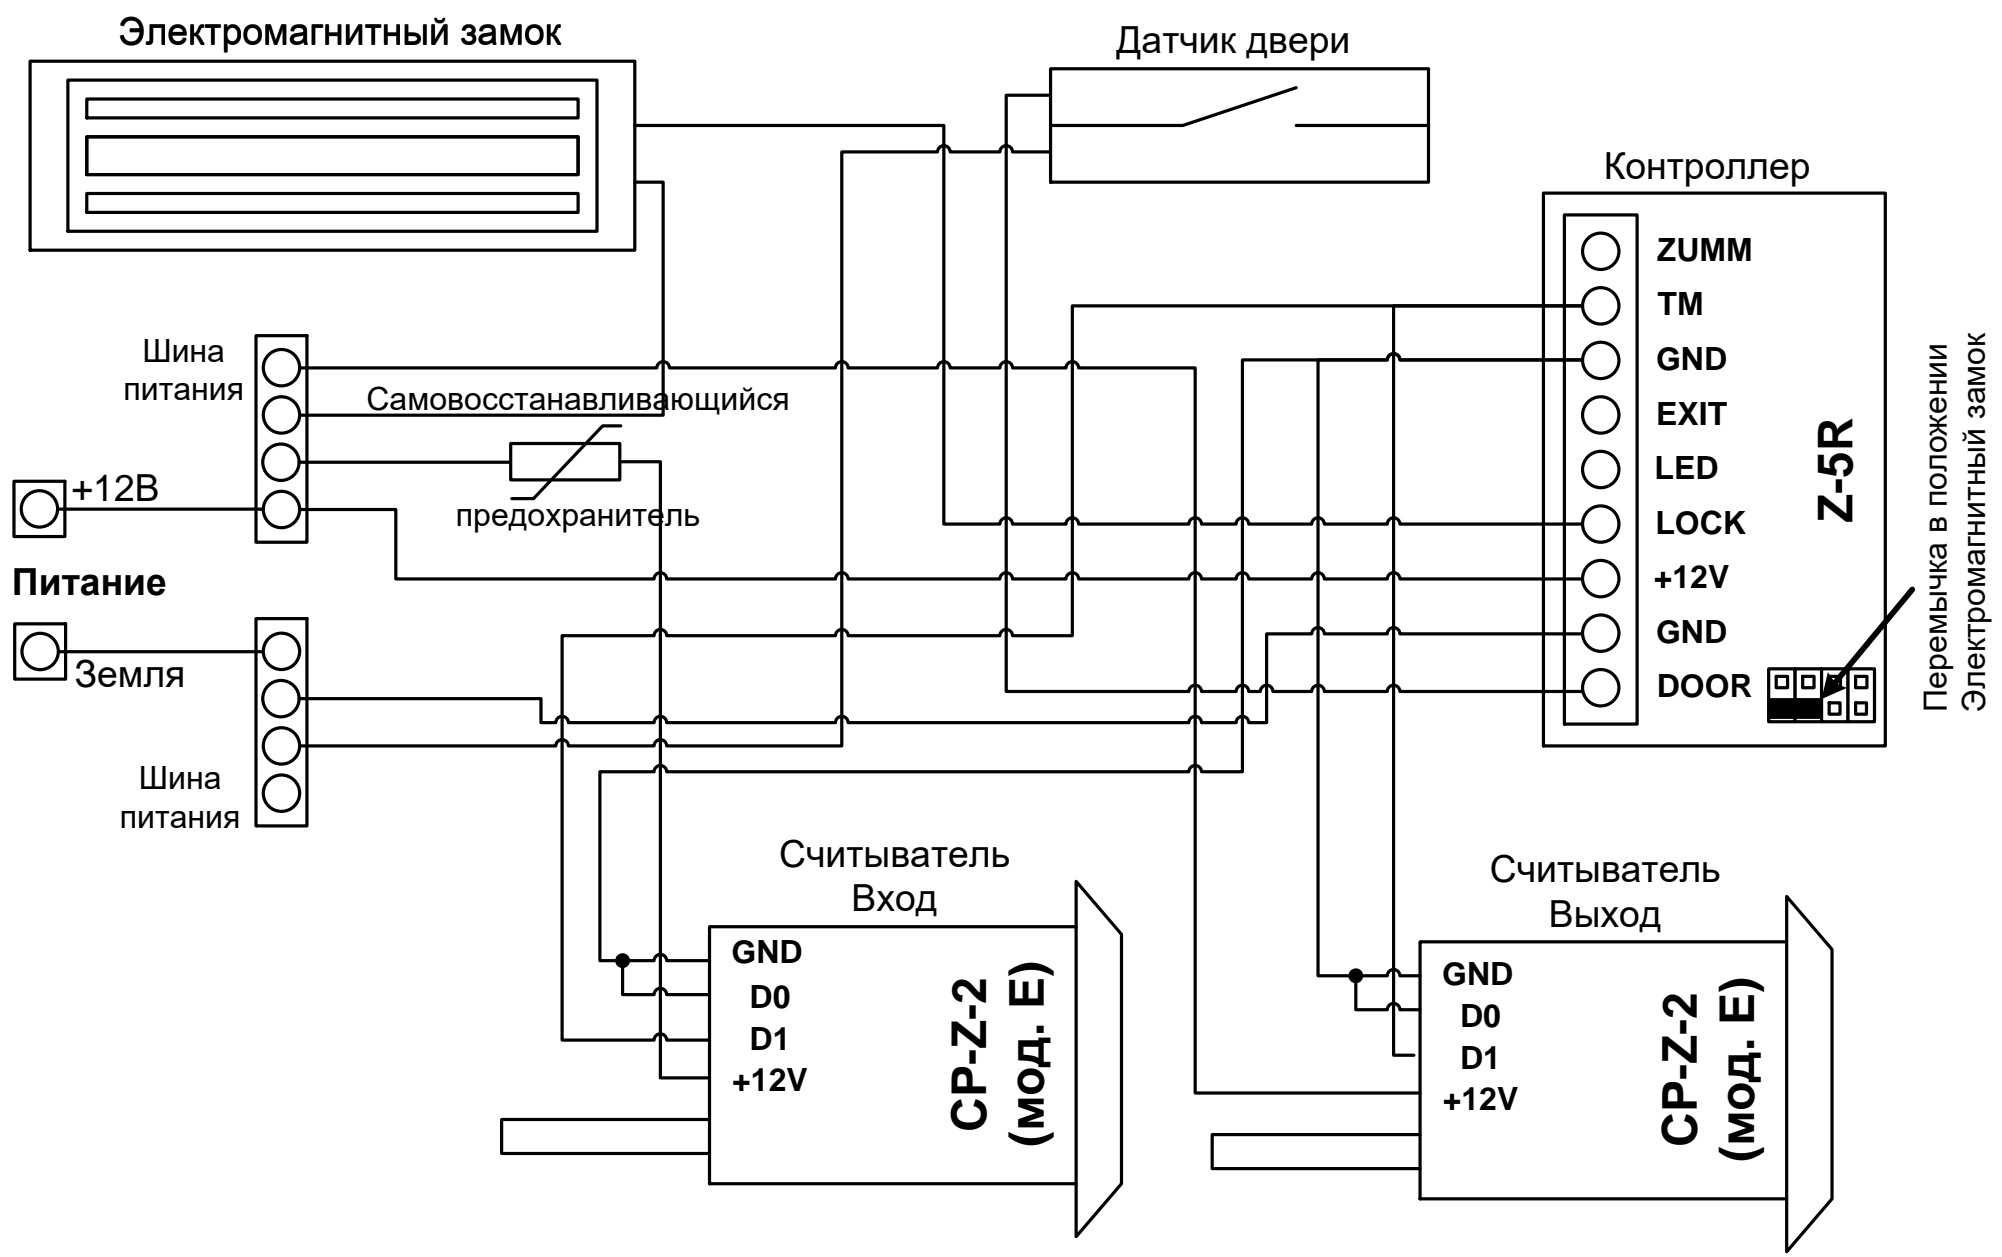 Электромагнитный замок
Датчик двери
Контроллер
ZUMM
TM
GND
EXIT
LED
LOCK
+12V
GND
DOOR
Z-5R
Перемычка в положении
Электромагнитный замок
Шина
питания
Самовосстанавливающийся
предохранитель
+12В
Питание
Земля
Шина
питания
Считыватель
Вход
GND
D0
D1
+12V
CP-Z-2
(мод. E)
Считыватель
Выход
GND
D0
D1
+12V
CP-Z-2
(мод. E)